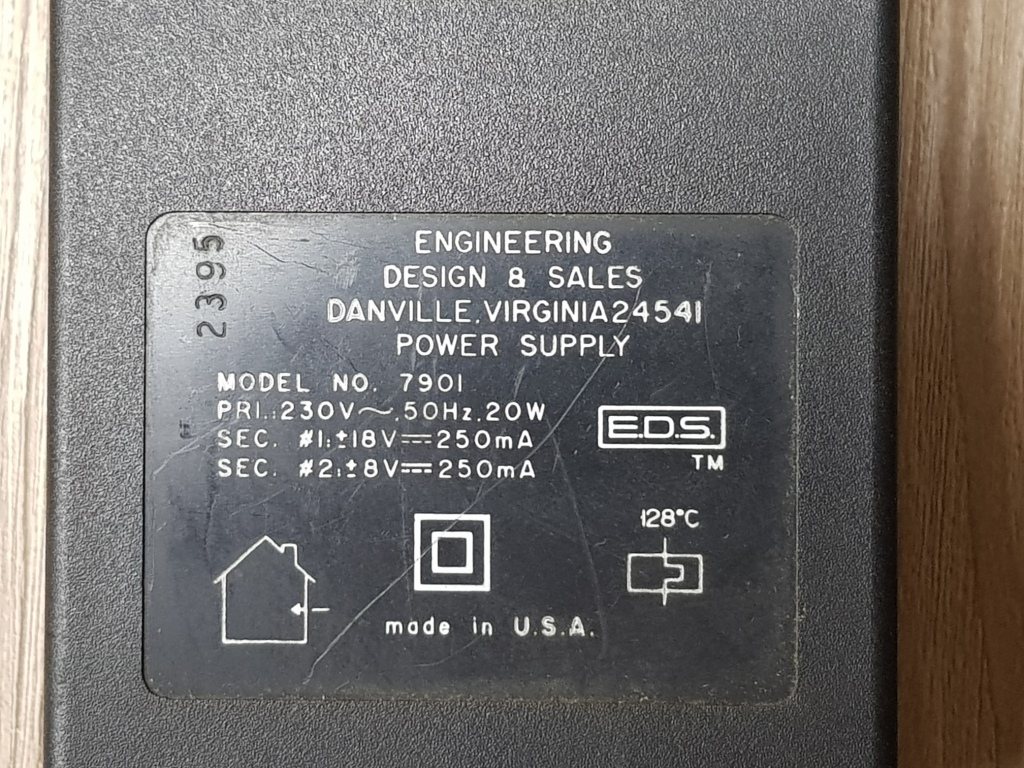 2395
ENGINEERING
DESIGN & SALES
DANVILLE, VIRGINIA 24541
POWER SUPPLY
MODEL NO. 7901
PRI.: 230V～, 50Hz, 20W
SEC. #1: ±18V⎓250mA
SEC. #2: ±8V⎓250mA
E.D.S.
TM
128°C
made in U.S.A.